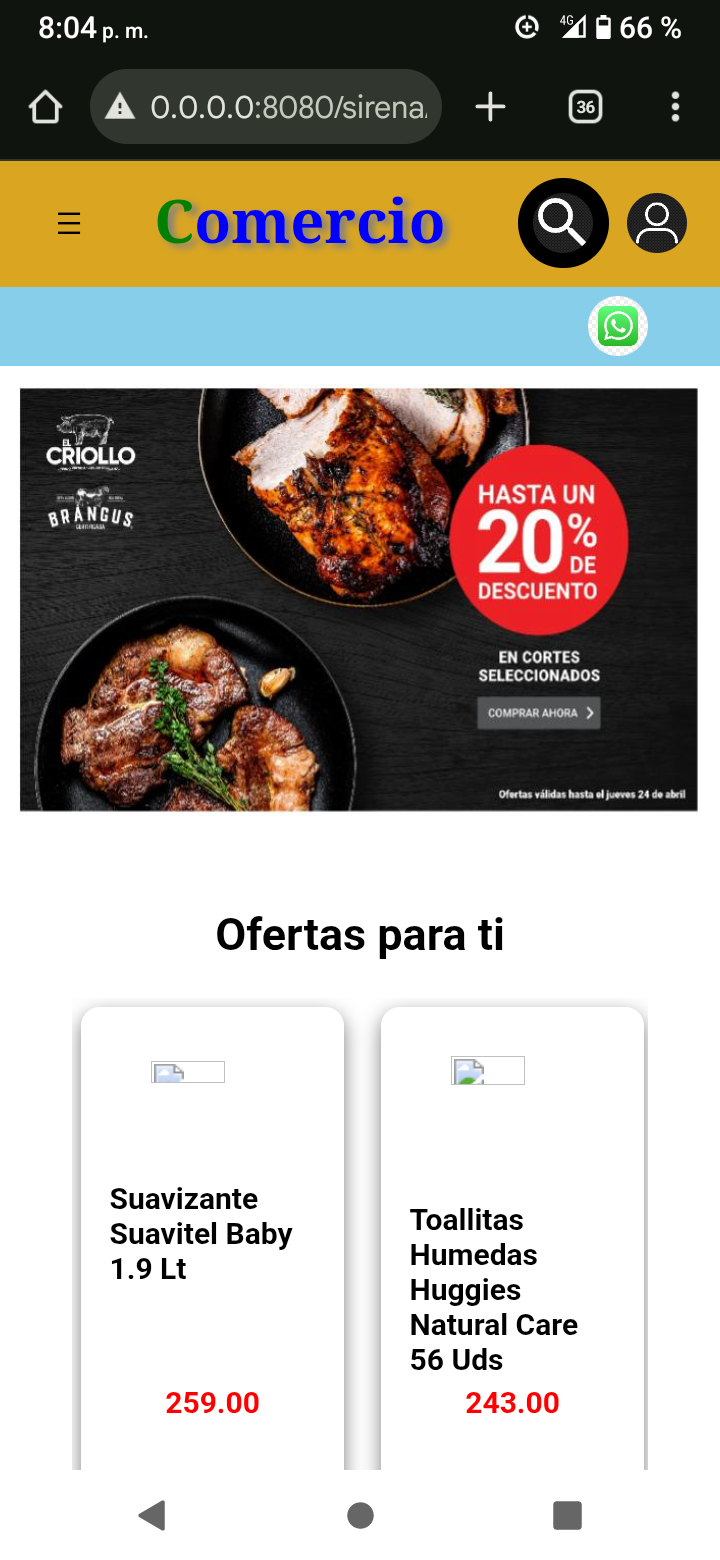 8:04 p. m.
4G
66 %
0.0.0.0:8080/sirena
36
Comercio
EL
CRIOLLO
BRANGUS
HASTA UN
20%
DE
DESCUENTO
EN CORTES
SELECCIONADOS
COMPRAR AHORA
Ofertas válidas hasta el jueves 24 de abril
Ofertas para ti
Suavizante
Suavitel Baby
1.9 Lt
259.00
Toallitas
Humedas
Huggies
Natural Care
56 Uds
243.00